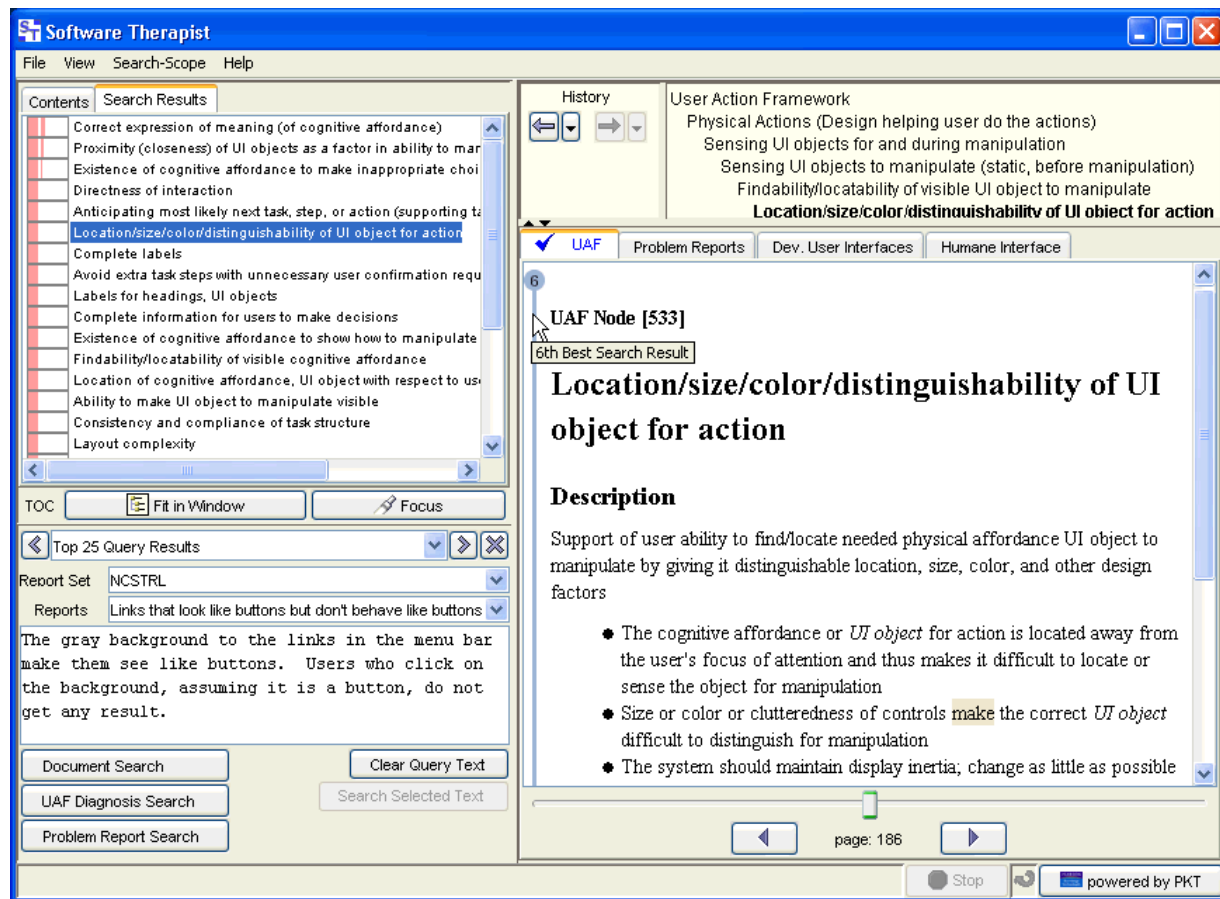 Software Therapist
File View Search-Scope Help
Contents Search Results
Correct expression of meaning (of cognitive affordance)
Proximity (closeness) of UI objects as a factor in ability to mar
Existence of cognitive affordance to make inappropriate choi
Directness of interaction
Anticipating most likely next task, step, or action (supporting ta
Location/size/color/distinguishability of UI object for action
Complete labels
Avoid extra task steps with unnecessary user confirmation requ
Labels for headings, UI objects
Complete information for users to make decisions
Existence of cognitive affordance to show how to manipulate
Findability/locatability of visible cognitive affordance
Location of cognitive affordance, UI object with respect to use
Ability to make UI object to manipulate visible
Consistency and compliance of task structure
Layout complexity
TOC Fit in Window Focus
Top 25 Query Results
Report Set NCSTRL
Reports Links that look like buttons but don't behave like buttons
The gray background to the links in the menu bar
make them see like buttons. Users who click on
the background, assuming it is a button, do not
get any result.
Document Search Clear Query Text
UAF Diagnosis Search Search Selected Text
Problem Report Search
History
User Action Framework
Physical Actions (Design helping user do the actions)
Sensing UI objects for and during manipulation
Sensing UI objects to manipulate (static, before manipulation)
Findability/locatability of visible UI object to manipulate
Location/size/color/distinguishability of UI object for action
UAF Problem Reports Dev. User Interfaces Humane Interface
6
UAF Node [533]
6th Best Search Result
Location/size/color/distinguishability of UI
object for action
Description
Support of user ability to find/locate needed physical affordance UI object to
manipulate by giving it distinguishable location, size, color, and other design
factors
● The cognitive affordance or UI object for action is located away from
the user's focus of attention and thus makes it difficult to locate or
sense the object for manipulation
● Size or color or clutteredness of controls make the correct UI object
difficult to distinguish for manipulation
● The system should maintain display inertia; change as little as possible
page: 186
Stop powered by PKT